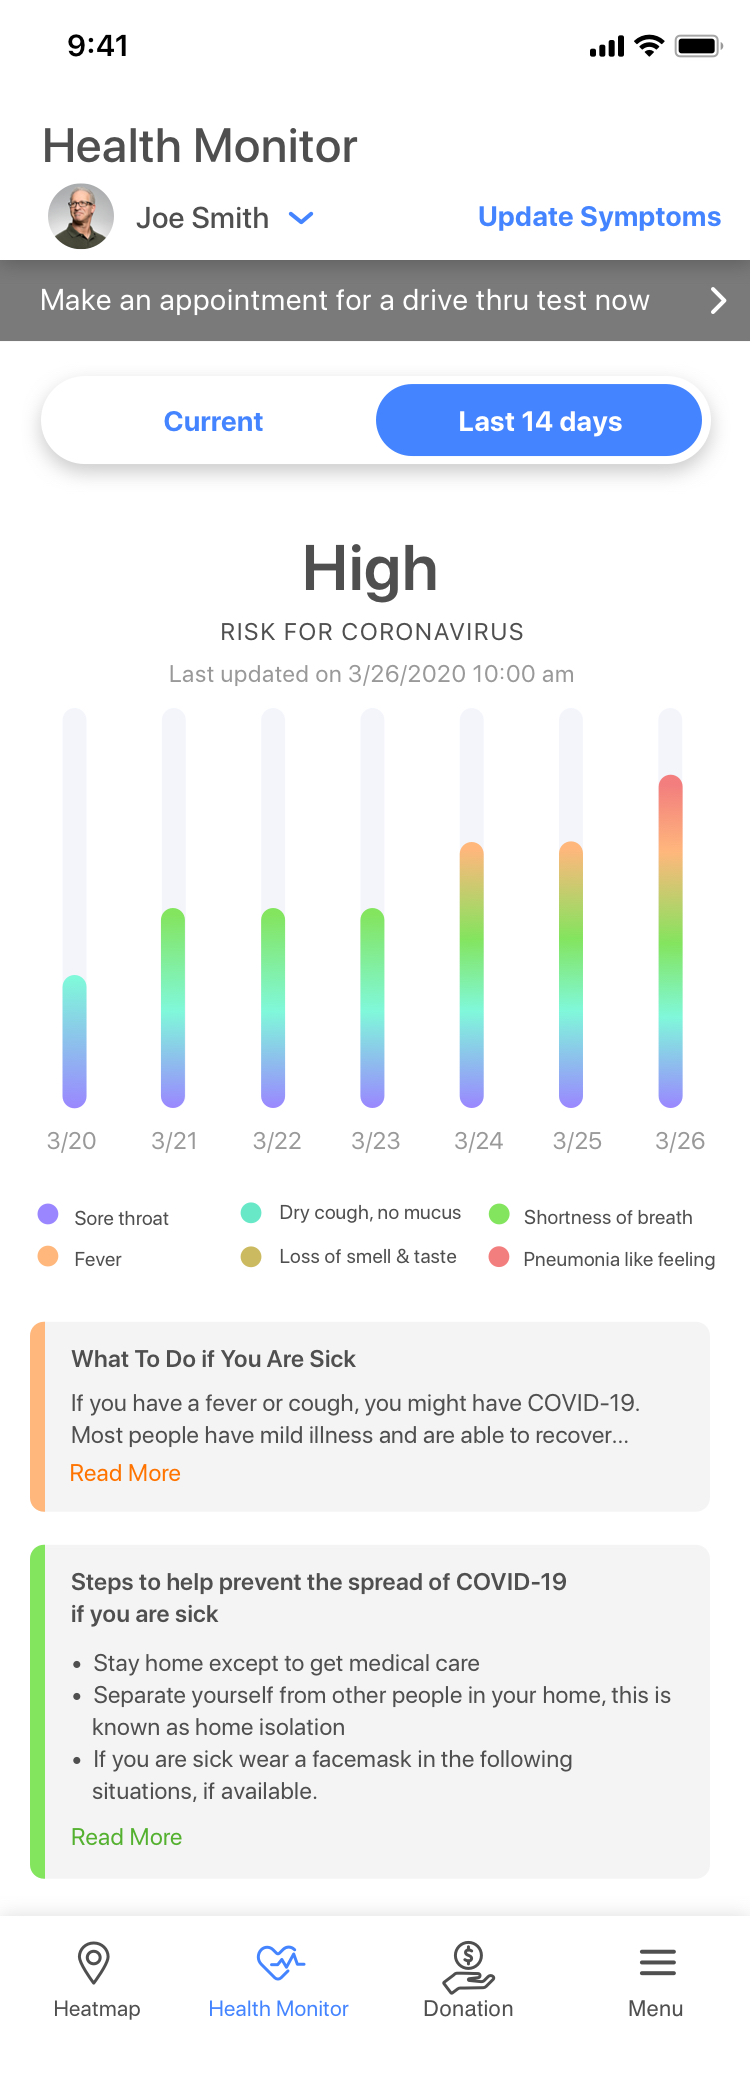 9:41
Health Monitor
Joe Smith
Update Symptoms
Make an appointment for a drive thru test now
Current
Last 14 days
High
RISK FOR CORONAVIRUS
Last updated on 3/26/2020 10:00 am
3/20
3/21
3/22
3/23
3/24
3/25
3/26
Sore throat
Dry cough, no mucus
Shortness of breath
Fever
Loss of smell & taste
Pneumonia like feeling
What To Do if You Are Sick
If you have a fever or cough, you might have COVID-19.
Most people have mild illness and are able to recover...
Read More
Steps to help prevent the spread of COVID-19
if you are sick
• Stay home except to get medical care
• Separate yourself from other people in your home, this is
known as home isolation
• If you are sick wear a facemask in the following
situations, if available.
Read More
Heatmap
Health Monitor
Donation
Menu